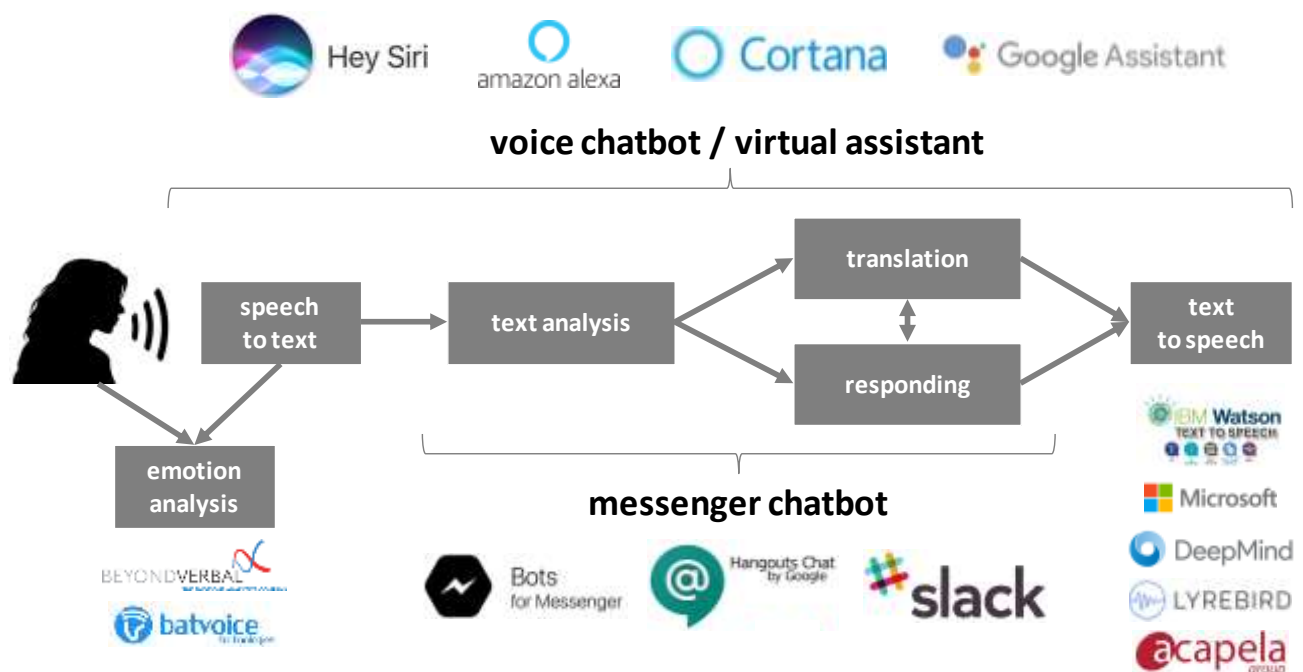 Hey Siri
amazon alexa
Cortana
Google Assistant
voice chatbot / virtual assistant
speech
to text
text analysis
translation
responding
text
to speech
emotion
analysis
messenger chatbot
BEYONDVERBAL
batvoice
technologies
Bots
for Messenger
Hangouts Chat
by Google
slack
IBM Watson
TEXT TO SPEECH
Microsoft
DeepMind
LYREBIRD
acapela
group